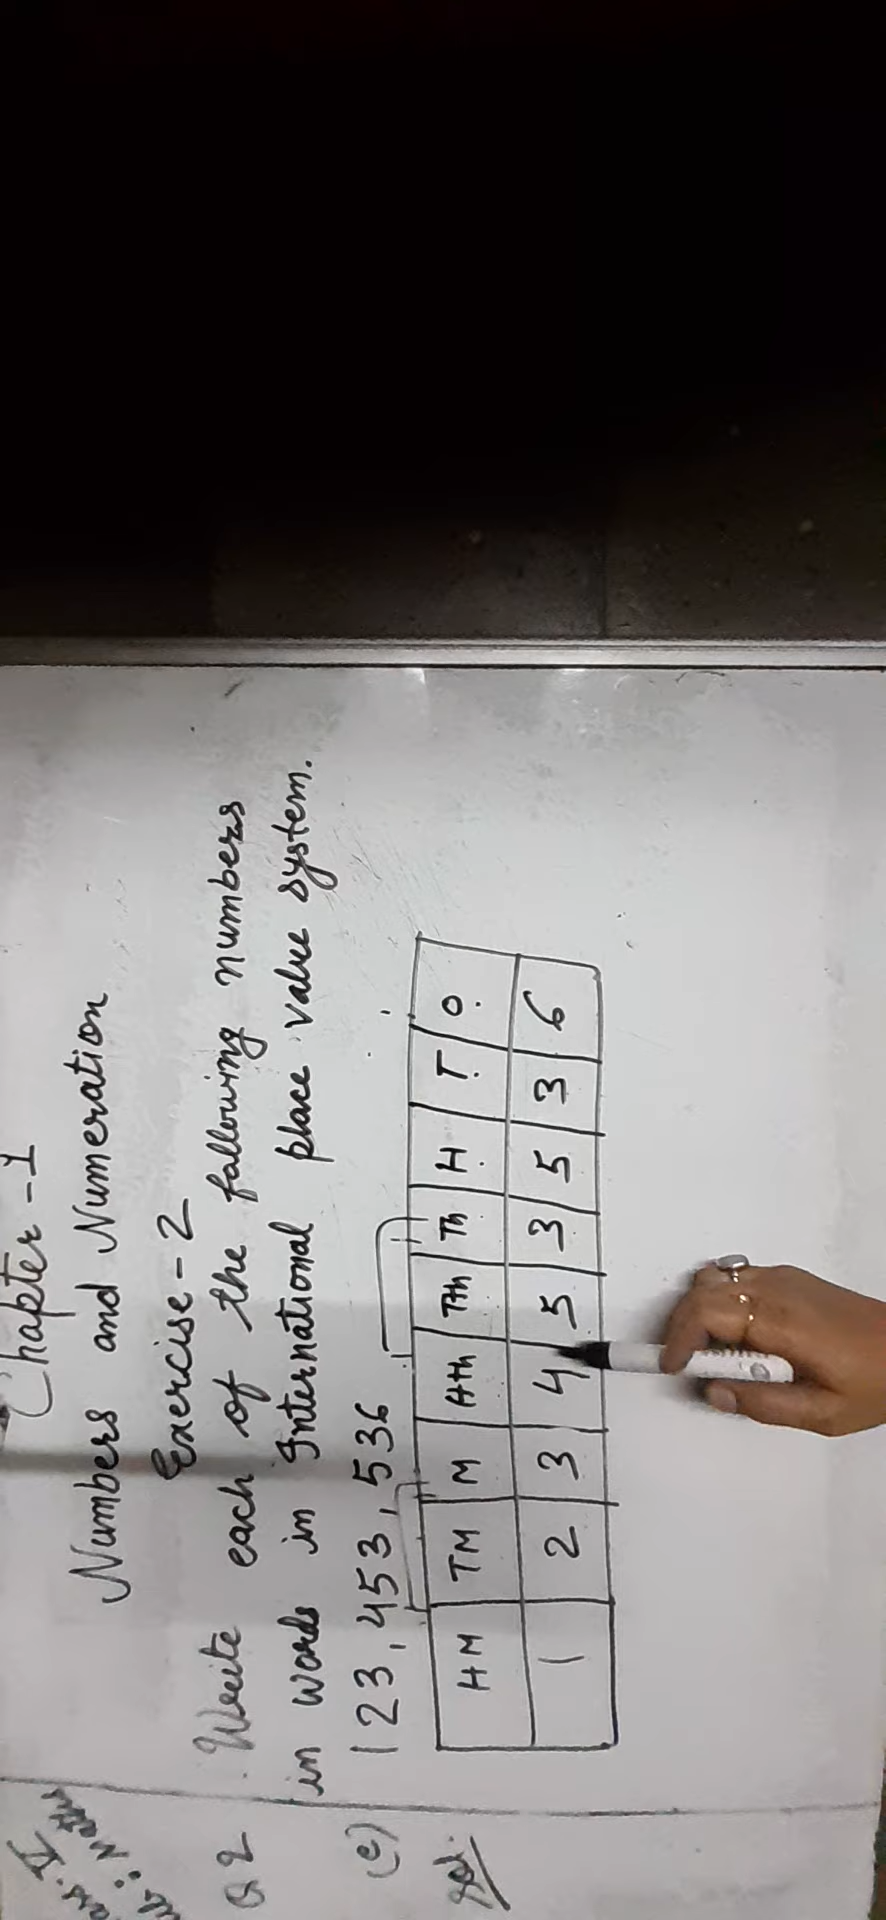 Chapter -1
Numbers and Numeration
Exercise - 2
Q 2 Write each of the following numbers
in words in International place value system.
(e) 123,453,536
Sol.
HM TM M Hth Tth Th H T O
1 2 3 4 5 3 5 3 6